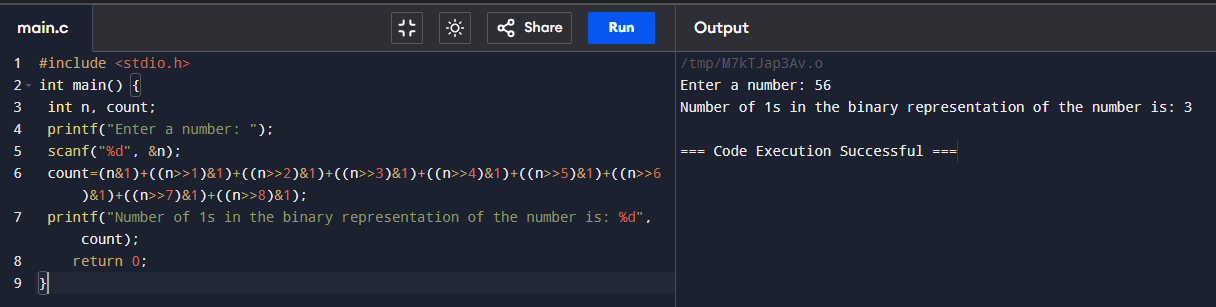 main.c
Share
Run
Output
1 #include <stdio.h>
2 int main() {
3 int n, count;
4 printf("Enter a number: ");
5 scanf("%d", &n);
6 count=(n&1)+((n>>1)&1)+((n>>2)&1)+((n>>3)&1)+((n>>4)&1)+((n>>5)&1)+((n>>6
)&1)+((n>>7)&1)+((n>>8)&1);
7 printf("Number of 1s in the binary representation of the number is: %d",
count);
8 return 0;
9 }
/tmp/M7kTJap3Av.o
Enter a number: 56
Number of 1s in the binary representation of the number is: 3
=== Code Execution Successful ===